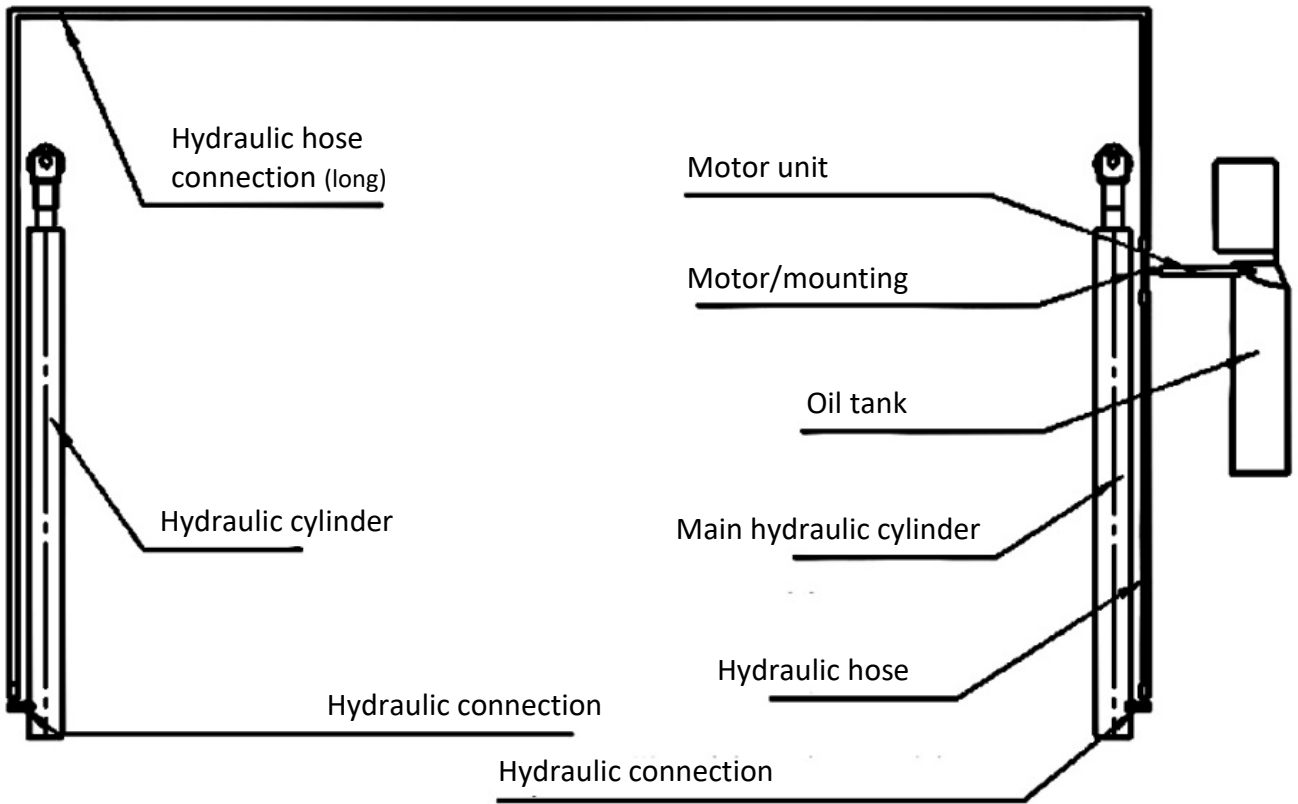 Hydraulic hose
connection (long)
Motor unit
Motor/mounting
Oil tank
Hydraulic cylinder
Main hydraulic cylinder
Hydraulic hose
Hydraulic connection
Hydraulic connection